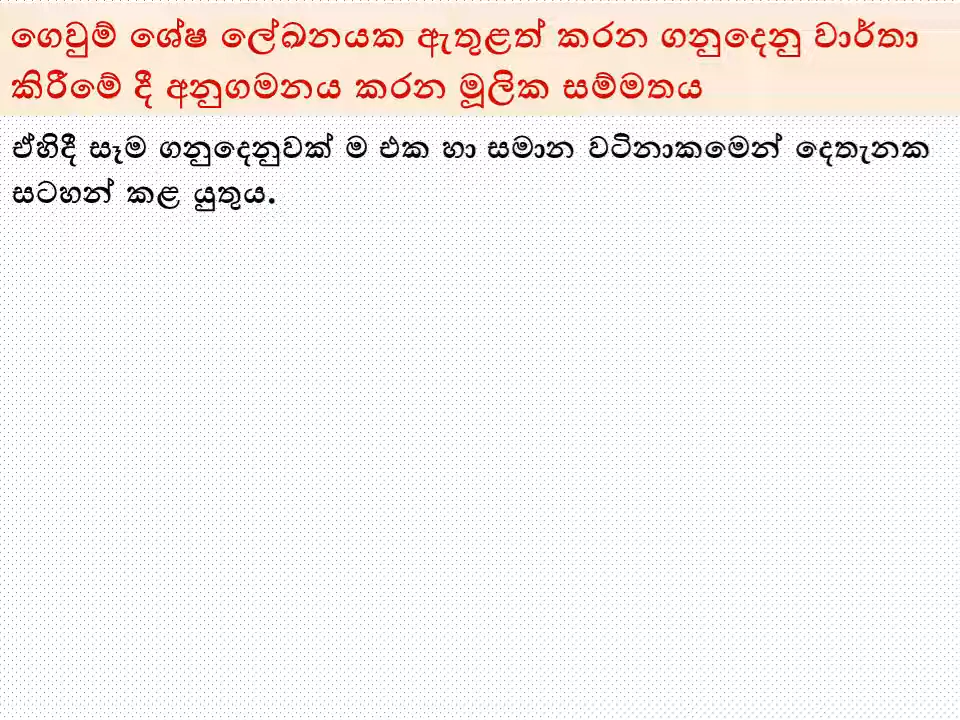 ගෙවුම් ශේෂ ලේඛනයක ඇතුළත් කරන ගනුදෙනු වාර්තා
කිරීමේ දී අනුගමනය කරන මූලික සම්මතය
ඒහිදී සෑම ගනුදෙනුවක් ම එක හා සමාන වටිනාකමෙන් දෙතැනක
සටහන් කළ යුතුය.